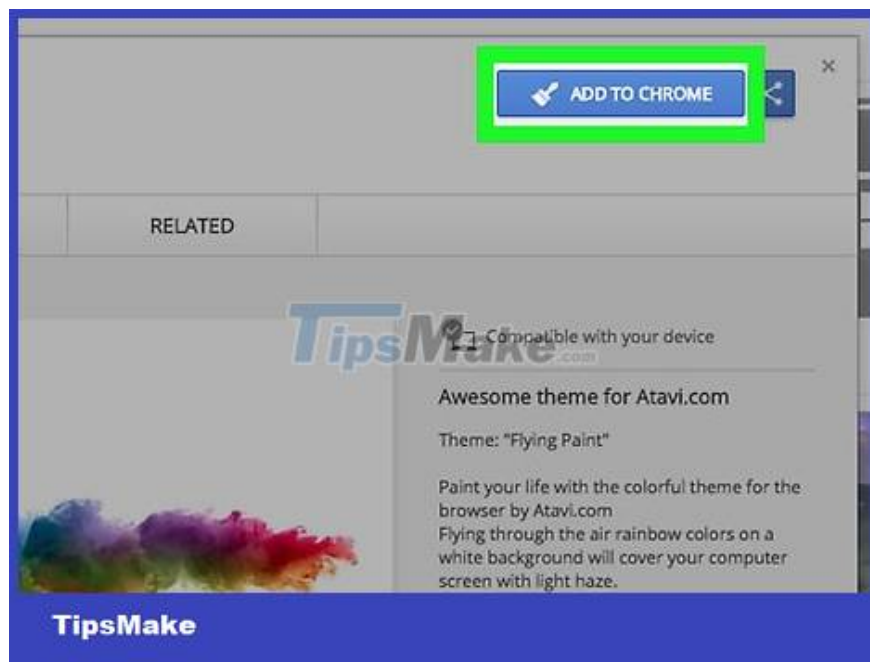 ADD TO CHROME
RELATED
TipsMake.com
Compatible with your device
Awesome theme for Atavi.com
Theme: "Flying Paint"
Paint your life with the colorful theme for the
browser by Atavi.com
Flying through the air rainbow colors on a
white background will cover your computer
screen with light haze.
TipsMake